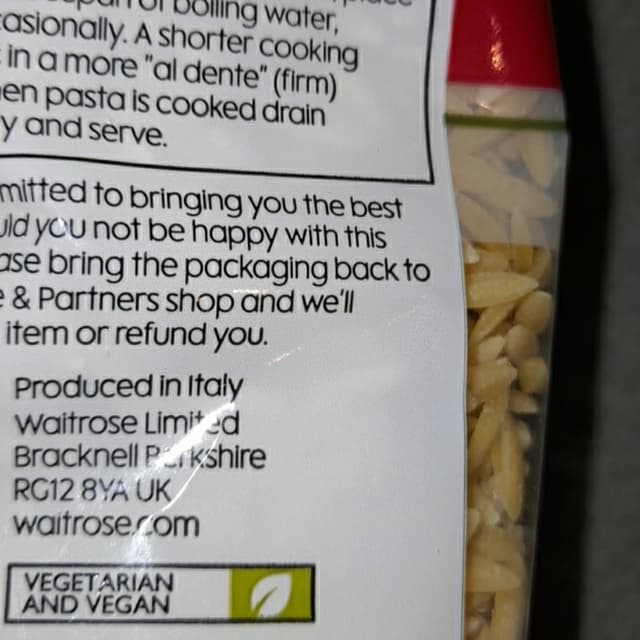 of boiling water,
casionally. A shorter cooking
in a more "al dente" (firm)
en pasta is cooked drain
y and serve.
mitted to bringing you the best
uld you not be happy with this
ase bring the packaging back to
e & Partners shop and we'll
item or refund you.
Produced in Italy
Waitrose Limited
Bracknell Berkshire
RG12 8YA UK
waitrose.com
VEGETARIAN
AND VEGAN